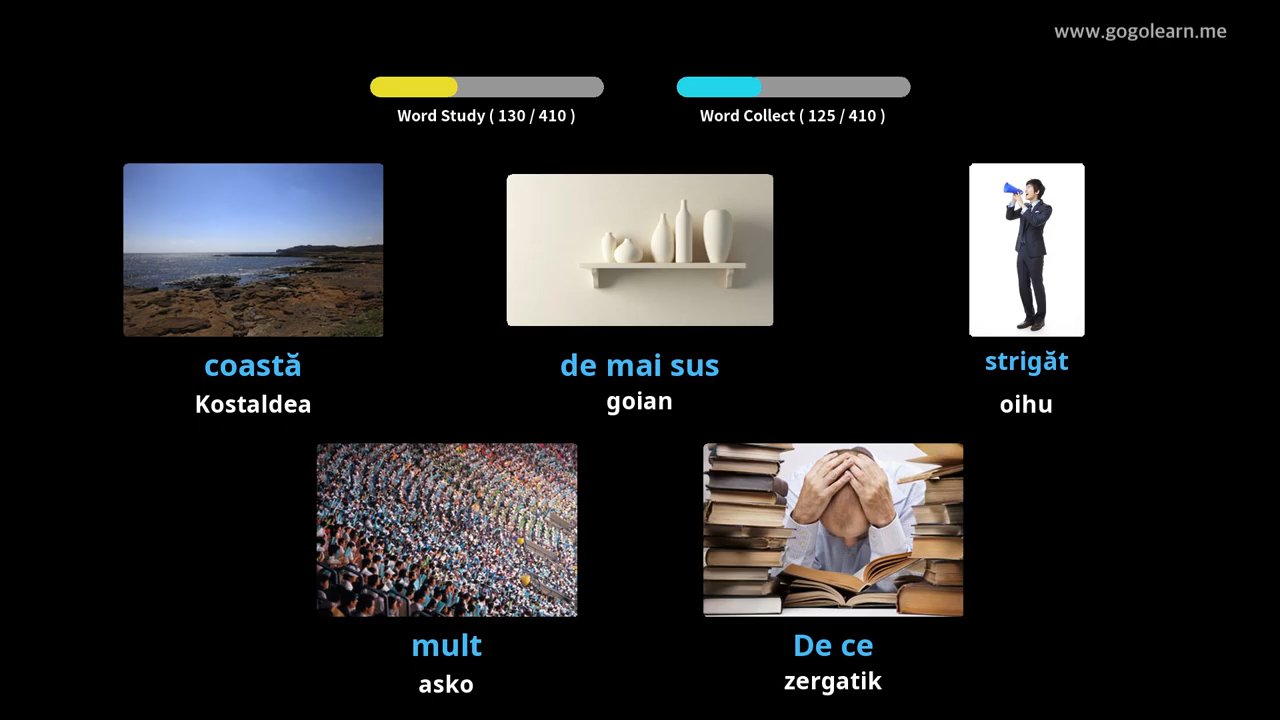 www.gogolearn.me
Word Study ( 130 / 410 )
Word Collect ( 125 / 410 )
coastă
Kostaldea
de mai sus
goian
strigăt
oihu
mult
asko
De ce
zergatik